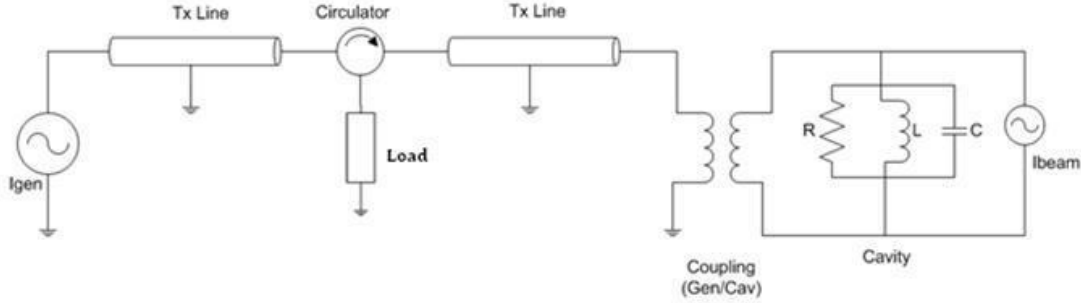 Tx Line
Circulator
Tx Line
Igen
Load
R
L
C
Ibeam
Coupling
(Gen/Cav)
Cavity